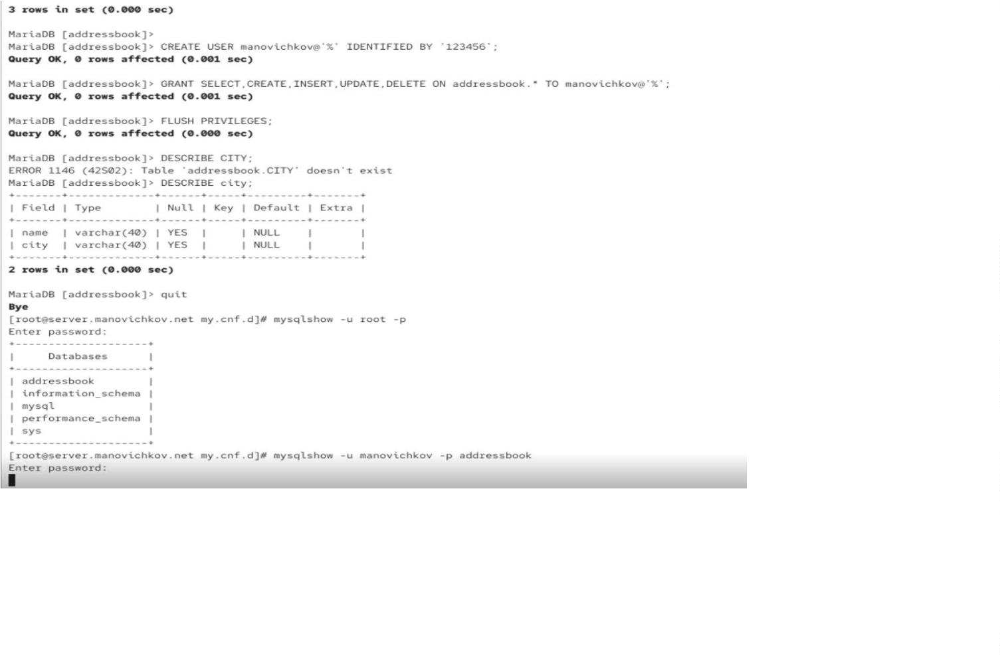 3 rows in set (0.000 sec)
MariaDB [addressbook]>
MariaDB [addressbook]> CREATE USER manovichkov@'%' IDENTIFIED BY '123456';
Query OK, 0 rows affected (0.001 sec)
MariaDB [addressbook]> GRANT SELECT,CREATE,INSERT,UPDATE,DELETE ON addressbook.* TO manovichkov@'%';
Query OK, 0 rows affected (0.001 sec)
MariaDB [addressbook]> FLUSH PRIVILEGES;
Query OK, 0 rows affected (0.000 sec)
MariaDB [addressbook]> DESCRIBE CITY;
ERROR 1146 (42S02): Table 'addressbook.CITY' doesn't exist
MariaDB [addressbook]> DESCRIBE city;
+-------+-------------+------+-----+---------+-------+
| Field | Type        | Null | Key | Default | Extra |
+-------+-------------+------+-----+---------+-------+
| name  | varchar(40) | YES  |     | NULL    |       |
| city  | varchar(40) | YES  |     | NULL    |       |
+-------+-------------+------+-----+---------+-------+
2 rows in set (0.000 sec)
MariaDB [addressbook]> quit
Bye
[root@server.manovichkov.net my.cnf.d]# mysqlshow -u root -p
Enter password:
+--------------------+
|     Databases      |
+--------------------+
| addressbook        |
| information_schema |
| mysql              |
| performance_schema |
| sys                |
+--------------------+
[root@server.manovichkov.net my.cnf.d]# mysqlshow -u manovichkov -p addressbook
Enter password: